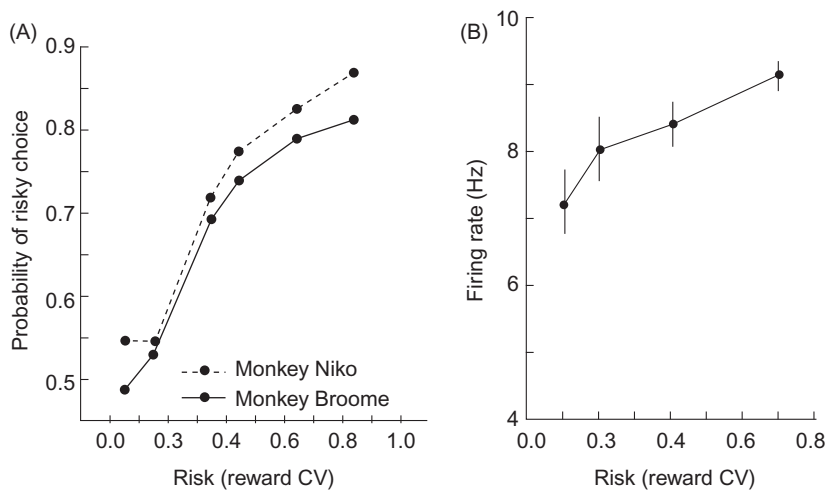 (A)
0.9
0.8
0.7
0.6
0.5
Probability of risky choice
Monkey Niko
Monkey Broome
0.0 0.3 0.4 0.6 0.8 1.0
Risk (reward CV)
(B)
10
8
6
4
Firing rate (Hz)
0.0 0.3 0.4 0.6 0.8
Risk (reward CV)